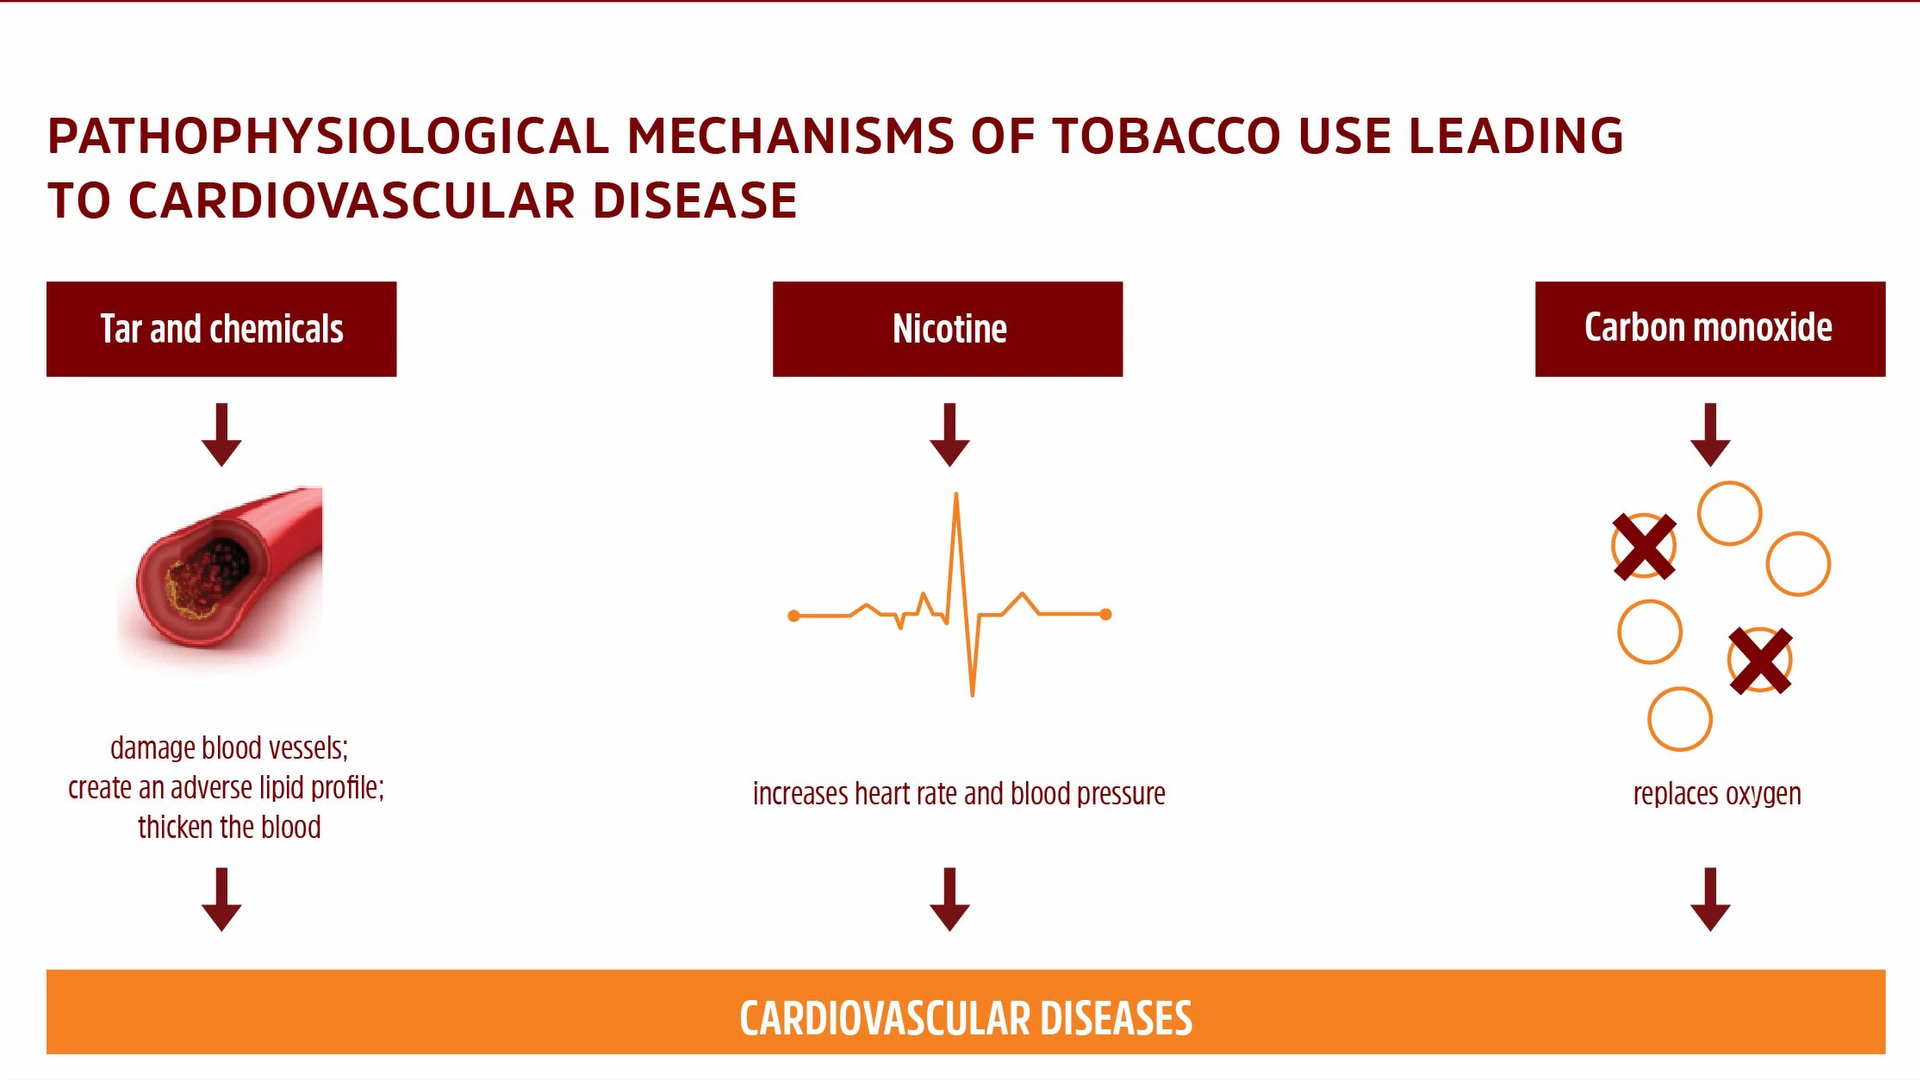 PATHOPHYSIOLOGICAL MECHANISMS OF TOBACCO USE LEADING
TO CARDIOVASCULAR DISEASE
Tar and chemicals
damage blood vessels;
create an adverse lipid profile;
thicken the blood
Nicotine
increases heart rate and blood pressure
Carbon monoxide
replaces oxygen
CARDIOVASCULAR DISEASES